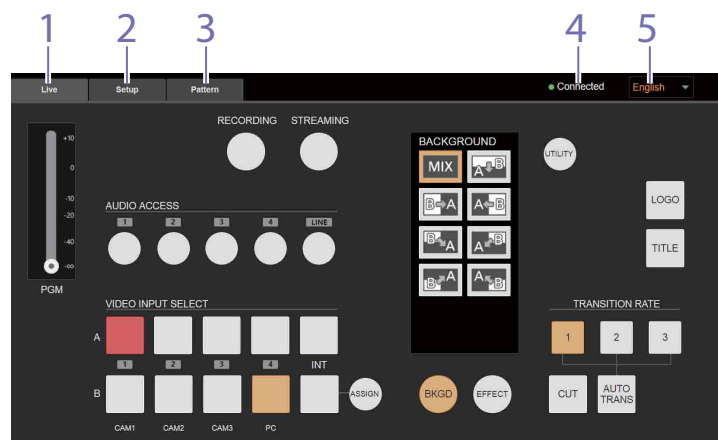 1 2 3 4 5
Live Setup Pattern Connected English
RECORDING STREAMING
BACKGROUND
+10
0
-10
-20
-40
-∞
PGM
MIX
A B
B A
A B
B A
A B
B A
A B
UTILITY
LOGO
TITLE
AUDIO ACCESS
1 2 3 4 LINE
VIDEO INPUT SELECT
A
1 2 3 4 INT
B
ASSIGN
CAM1 CAM2 CAM3 PC
BKGD EFFECT
TRANSITION RATE
1 2 3
CUT
AUTO
TRANS